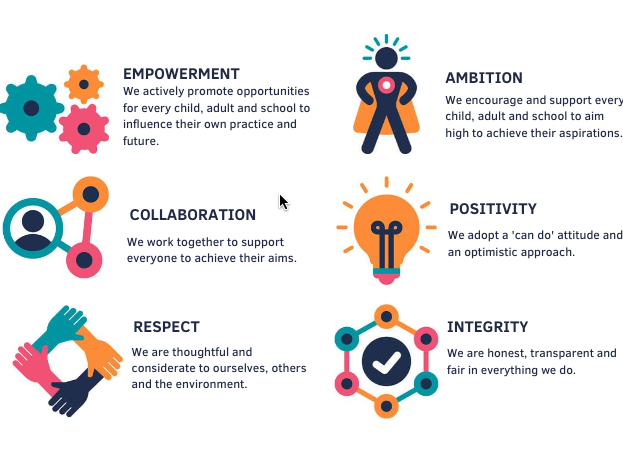 EMPOWERMENT
We actively promote opportunities
for every child, adult and school to
influence their own practice and
future.
AMBITION
We encourage and support every
child, adult and school to aim
high to achieve their aspirations.
COLLABORATION
We work together to support
everyone to achieve their aims.
POSITIVITY
We adopt a 'can do' attitude and
an optimistic approach.
RESPECT
We are thoughtful and
considerate to ourselves, others
and the environment.
INTEGRITY
We are honest, transparent and
fair in everything we do.